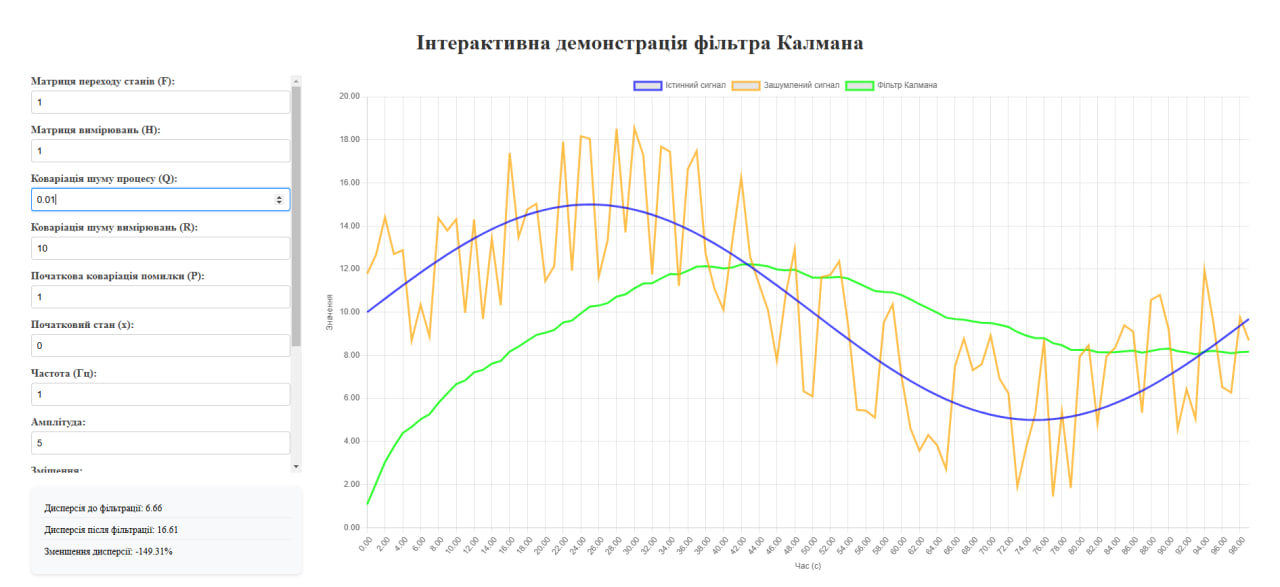 Інтерактивна демонстрація фільтра Калмана
Матриця переходу станів (F):
1
Матриця вимірювань (H):
1
Коваріація шуму процесу (Q):
0.01
Коваріація шуму вимірювань (R):
10
Початкова коваріація помилки (P):
1
Початковий стан (x):
0
Частота (Гц):
1
Амплітуда:
5
Зміщення:
Дисперсія до фільтрації: 6.66
Дисперсія після фільтрації: 16.61
Зменшення дисперсії: -149.31%
Істинний сигнал Зашумлений сигнал Фільтр Калмана
Значення
20.00
18.00
16.00
14.00
12.00
10.00
8.00
6.00
4.00
2.00
0.00
0.00 2.00 4.00 6.00 8.00 10.00 12.00 14.00 16.00 18.00 20.00 22.00 24.00 26.00 28.00 30.00 32.00 34.00 36.00 38.00 40.00 42.00 44.00 46.00 48.00 50.00 52.00 54.00 56.00 58.00 60.00 62.00 64.00 66.00 68.00 70.00 72.00 74.00 76.00 78.00 80.00 82.00 84.00 86.00 88.00 90.00 92.00 94.00 96.00 98.00
Час (с)